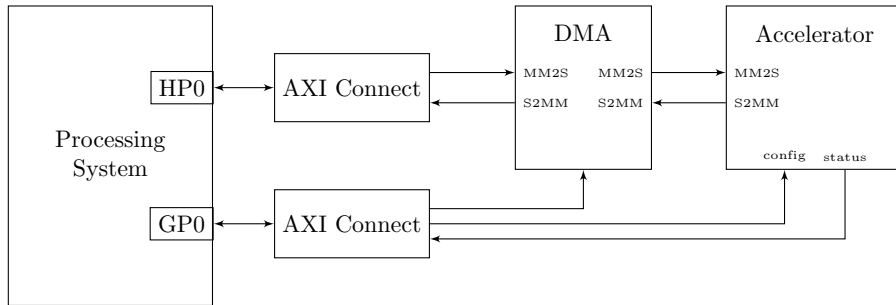 DMA
Accelerator
HP0
AXI Connect
MM2S
MM2S
MM2S
S2MM
S2MM
S2MM
Processing
System
config
status
GP0
AXI Connect